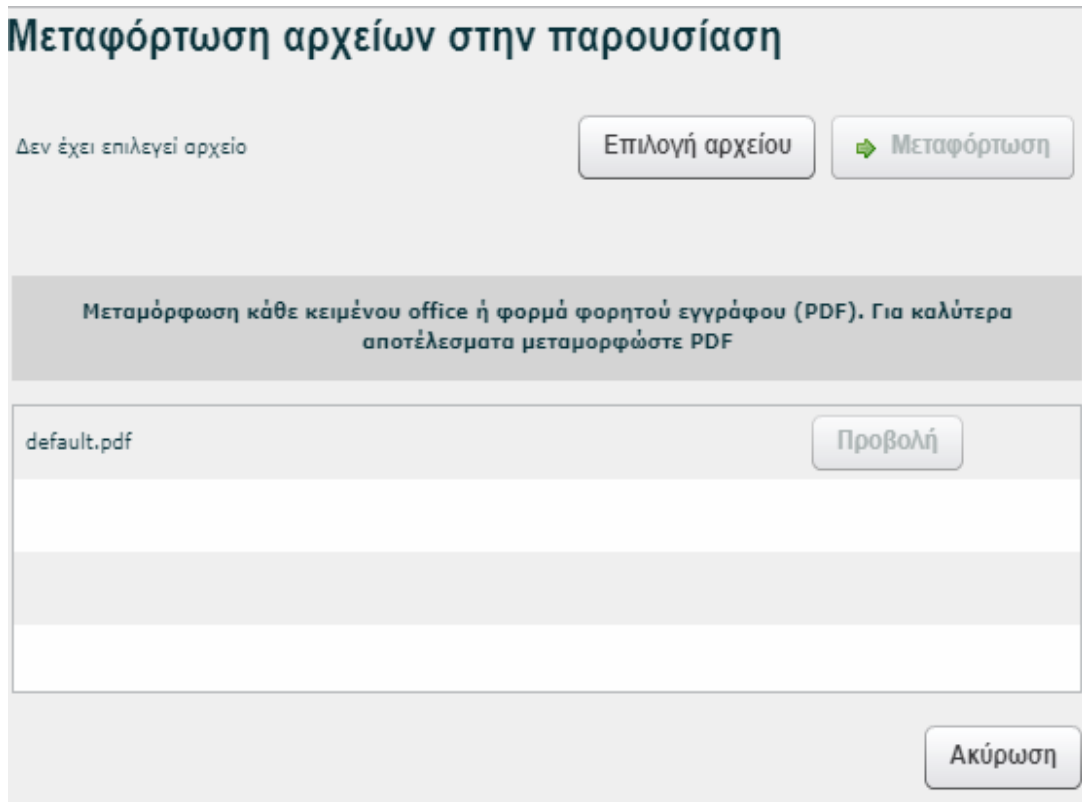 Μεταφόρτωση αρχείων στην παρουσίαση
Δεν έχει επιλεγεί αρχείο
Επιλογή αρχείου
Μεταφόρτωση
Μεταμόρφωση κάθε κειμένου office ή φορμά φορητού εγγράφου (PDF). Για καλύτερα
αποτέλεσματα μεταμορφώστε PDF
default.pdf
Προβολή
Ακύρωση